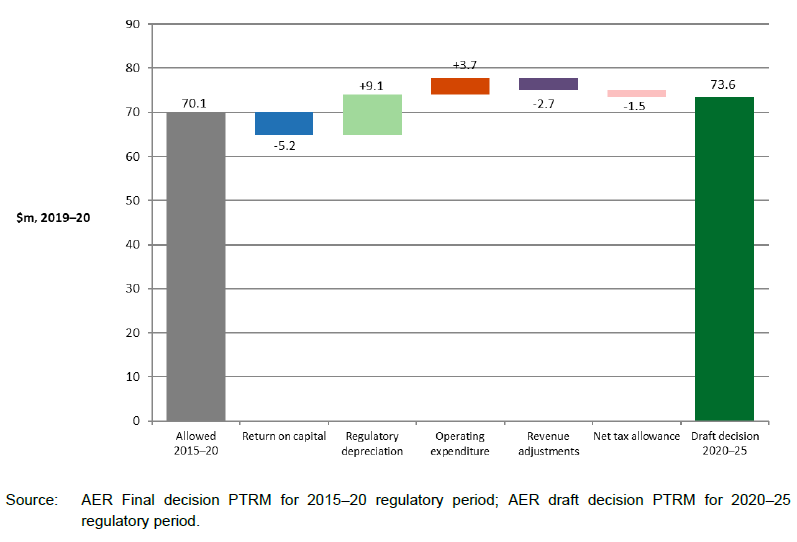 90
80
70
60
50
40
30
20
10
0
$m, 2019–20
70.1
-5.2
+9.1
+3.7
-2.7
-1.5
73.6
Allowed
2015–20
Return on capital
Regulatory
depreciation
Operating
expenditure
Revenue
adjustments
Net tax allowance
Draft decision
2020–25
Source: AER Final decision PTRM for 2015–20 regulatory period; AER draft decision PTRM for 2020–25
regulatory period.